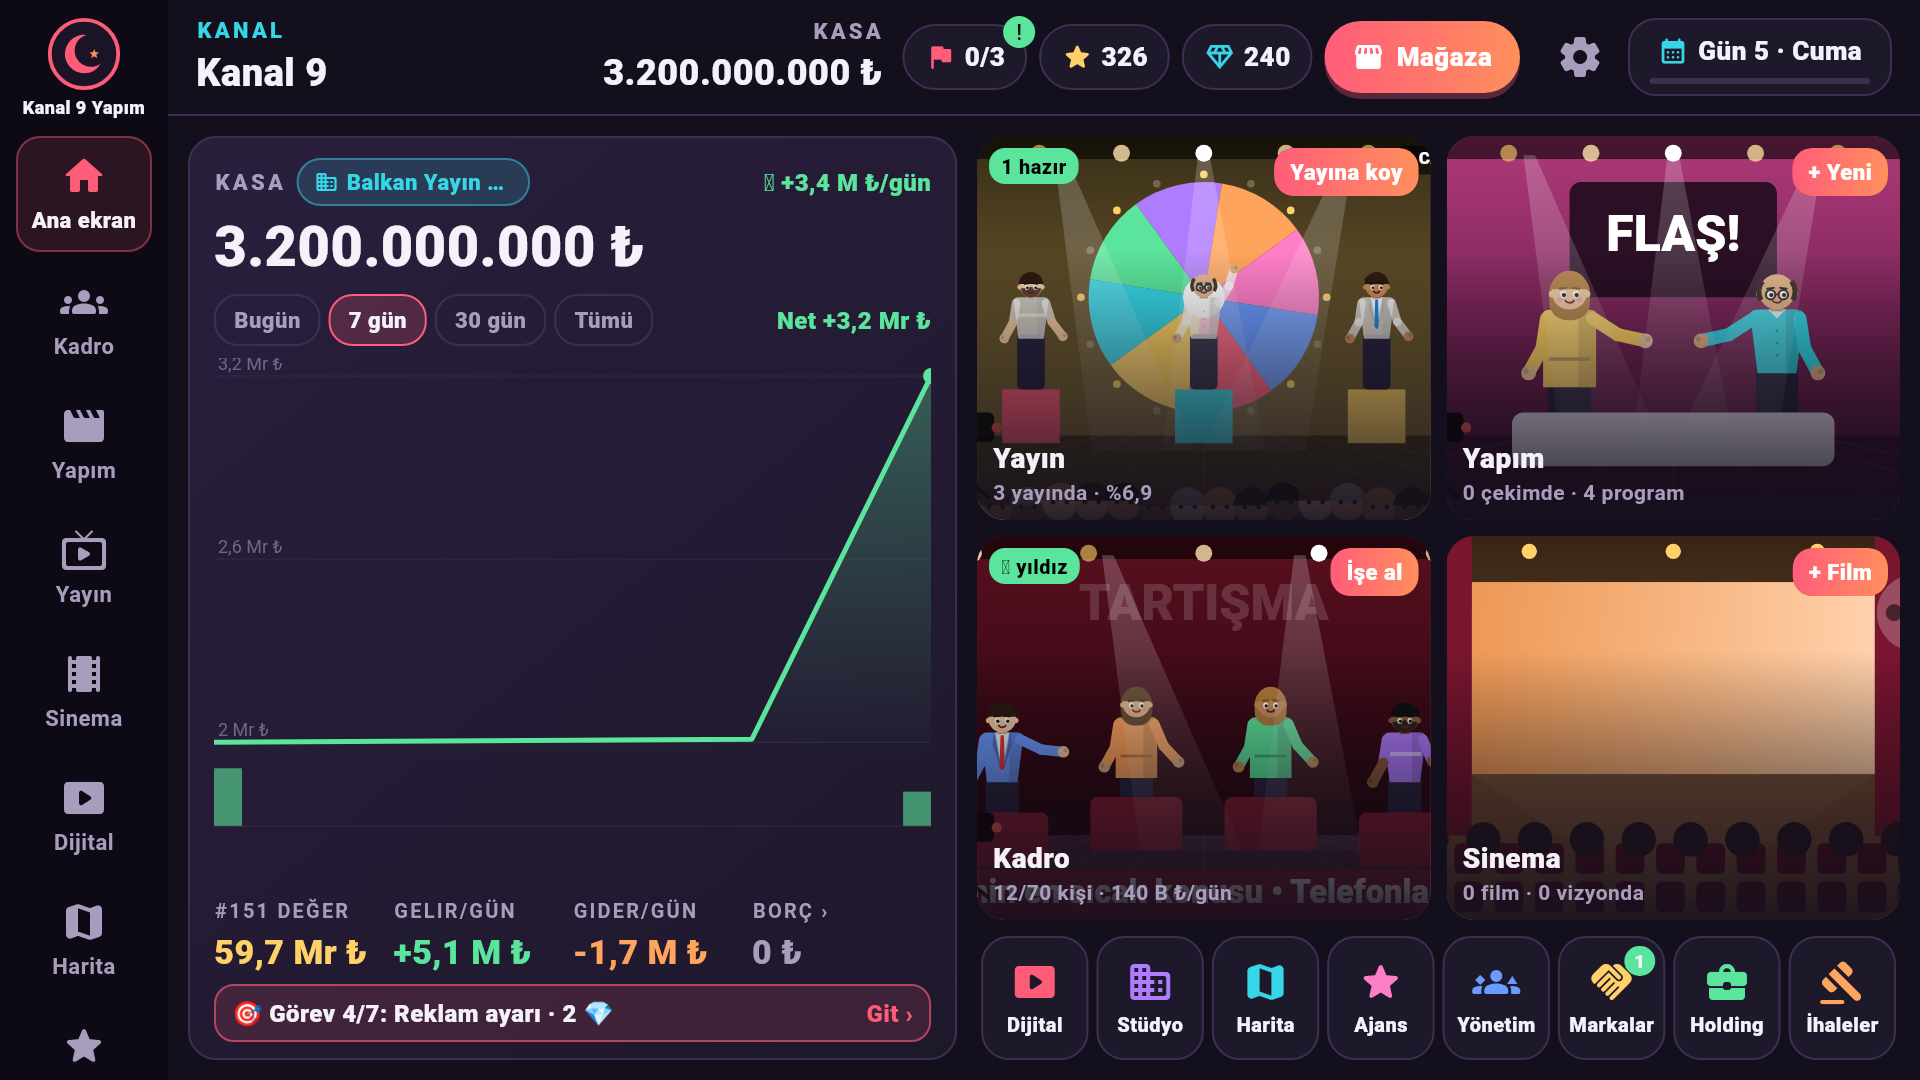 Kanal 9 Yapım
Ana ekran
Kadro
Yapım
Yayın
Sinema
Dijital
Harita
KANAL
Kanal 9
KASA
3.200.000.000 ₺
0/3
!
326
240
Mağaza
Gün 5 · Cuma
KASA
Balkan Yayın ...
+3,4 M ₺/gün
3.200.000.000 ₺
Bugün
7 gün
30 gün
Tümü
Net +3,2 Mr ₺
3,2 Mr ₺
2,6 Mr ₺
2 Mr ₺
#151 DEĞER
GELIR/GÜN
GIDER/GÜN
BORÇ ›
59,7 Mr ₺
+5,1 M ₺
-1,7 M ₺
0 ₺
🎯 Görev 4/7: Reklam ayarı · 2 💎
Git ›
1 hazır
Yayına koy
Yayın
3 yayında · %6,9
+ Yeni
FLAŞ!
Yapım
0 çekimde · 4 program
yıldız
İşe al
TARTIŞMA
Kadro
12/70 kişi · 140 B ₺/gün
• Telefonla
+ Film
Sinema
0 film · 0 vizyonda
Dijital
Stüdyo
Harita
Ajans
Yönetim
1
Markalar
Holding
İhaleler